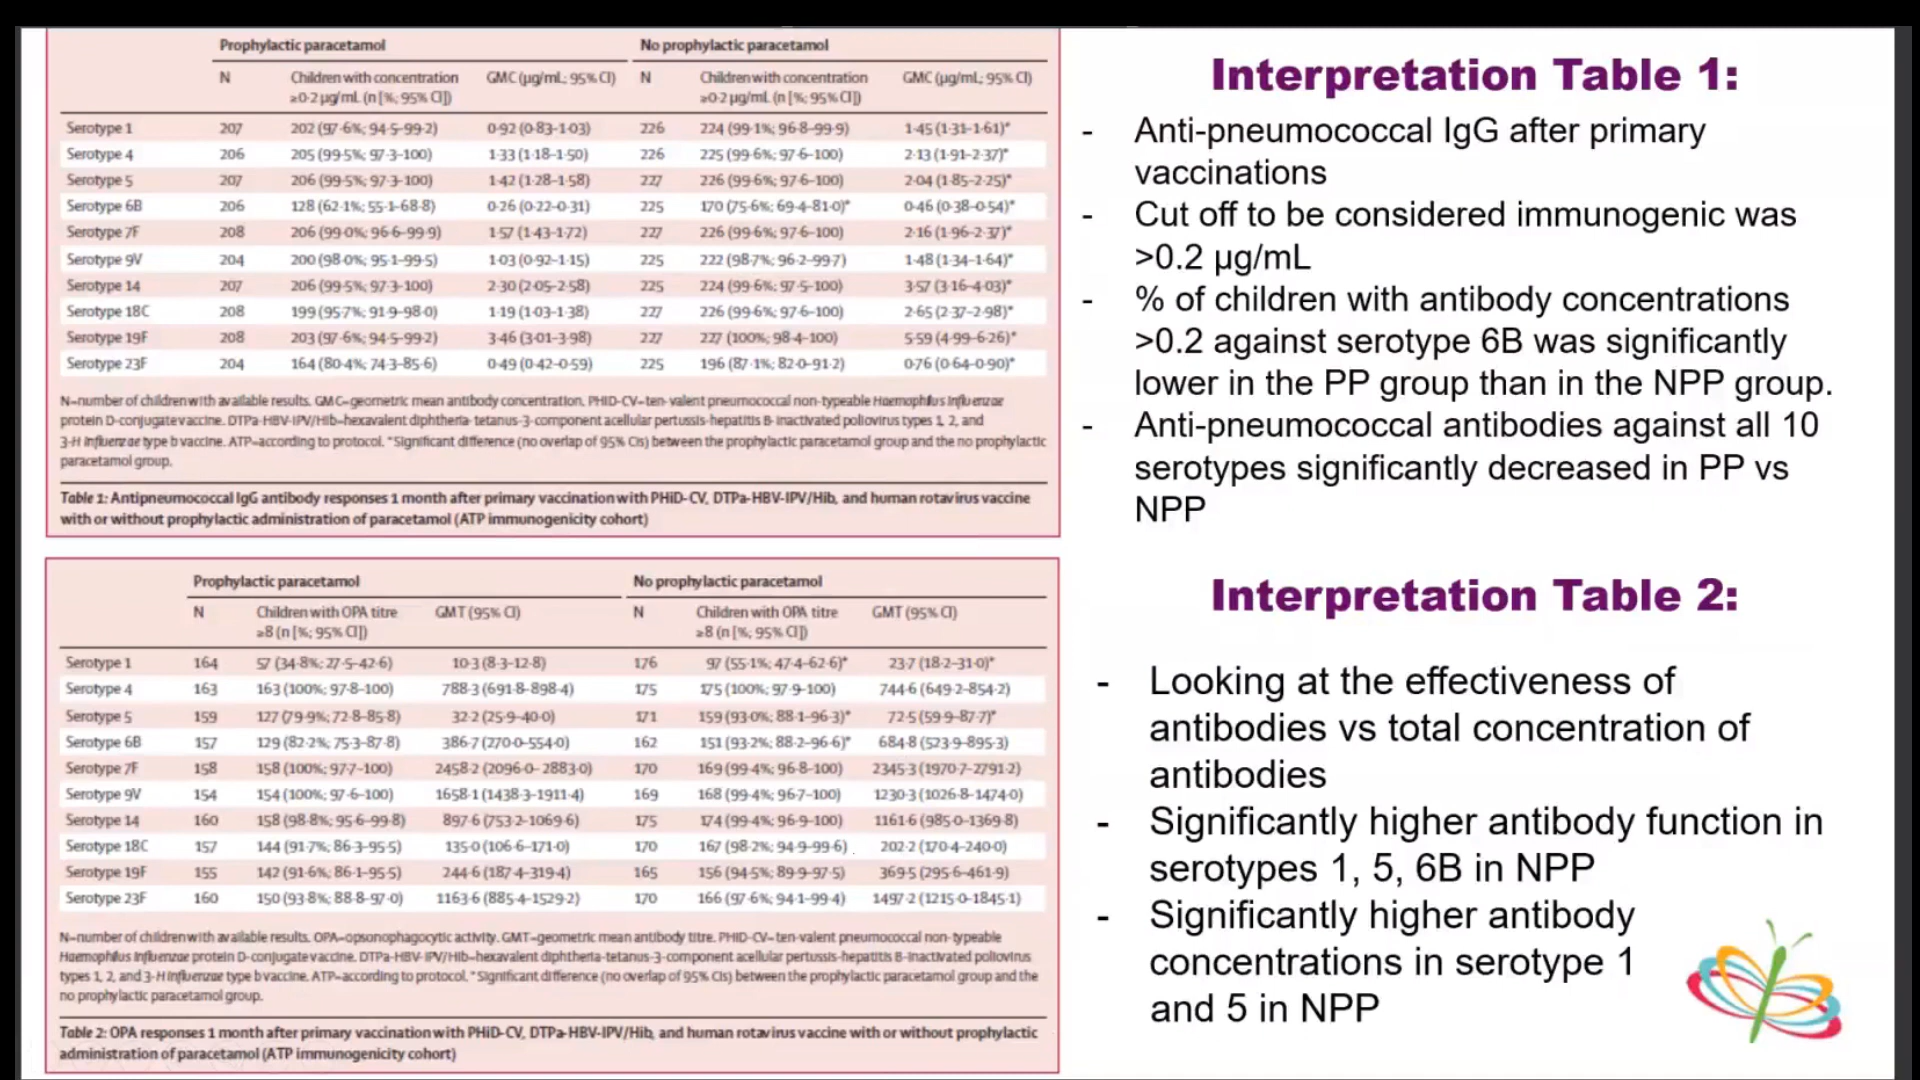 Prophylactic paracetamol No prophylactic paracetamol
N Children with concentration GMC (µg/mL; 95% CI) N Children with concentration GMC (µg/mL; 95% CI)
≥0·2 µg/mL (n [%; 95% CI]) ≥0·2 µg/mL (n [%; 95% CI])
Serotype 1 207 202 (97·6%; 94·5–99·2) 0·92 (0·83–1·03) 226 224 (99·1%; 96·8–99·9) 1·45 (1·31–1·61)*
Serotype 4 206 205 (99·5%; 97·3–100) 1·33 (1·18–1·50) 226 225 (99·6%; 97·6–100) 2·13 (1·91–2·37)*
Serotype 5 207 206 (99·5%; 97·3–100) 1·42 (1·28–1·58) 227 226 (99·6%; 97·6–100) 2·04 (1·85–2·25)*
Serotype 6B 206 128 (62·1%; 55·1–68·8) 0·26 (0·22–0·31) 225 170 (75·6%; 69·4–81·0)* 0·46 (0·38–0·54)*
Serotype 7F 208 206 (99·0%; 96·6–99·9) 1·57 (1·43–1·72) 227 226 (99·6%; 97·6–100) 2·16 (1·96–2·37)*
Serotype 9V 204 200 (98·0%; 95·1–99·5) 1·03 (0·92–1·15) 225 222 (98·7%; 96·2–99·7) 1·48 (1·34–1·64)*
Serotype 14 207 206 (99·5%; 97·3–100) 2·30 (2·05–2·58) 225 224 (99·6%; 97·5–100) 3·57 (3·16–4·03)*
Serotype 18C 208 199 (95·7%; 91·9–98·0) 1·19 (1·03–1·38) 227 226 (99·6%; 97·6–100) 2·65 (2·37–2·98)*
Serotype 19F 208 203 (97·6%; 94·5–99·2) 3·46 (3·01–3·98) 227 227 (100%; 98·4–100) 5·59 (4·99–6·26)*
Serotype 23F 204 164 (80·4%; 74·3–85·6) 0·49 (0·42–0·59) 225 196 (87·1%; 82·0–91·2) 0·76 (0·64–0·90)*
N=number of children with available results. GMC=geometric mean antibody concentration. PHiD-CV=ten-valent pneumococcal non-typeable Haemophilus influenzae
protein D-conjugate vaccine. DTPa-HBV-IPV/Hib=hexavalent diphtheria-tetanus-3-component acellular pertussis-hepatitis B-inactivated poliovirus types 1, 2, and
3-H influenzae type b vaccine. ATP=according to protocol. *Significant difference (no overlap of 95% CIs) between the prophylactic paracetamol group and the no prophylactic
paracetamol group.
Table 1: Antipneumococcal IgG antibody responses 1 month after primary vaccination with PHiD-CV, DTPa-HBV-IPV/Hib, and human rotavirus vaccine
with or without prophylactic administration of paracetamol (ATP immunogenicity cohort)
Interpretation Table 1:
- Anti-pneumococcal IgG after primary
vaccinations
- Cut off to be considered immunogenic was
>0.2 µg/mL
- % of children with antibody concentrations
>0.2 against serotype 6B was significantly
lower in the PP group than in the NPP group.
- Anti-pneumococcal antibodies against all 10
serotypes significantly decreased in PP vs
NPP
Prophylactic paracetamol No prophylactic paracetamol
N Children with OPA titre GMT (95% CI) N Children with OPA titre GMT (95% CI)
≥8 (n [%; 95% CI]) ≥8 (n [%; 95% CI])
Serotype 1 164 57 (34·8%; 27·5–42·6) 10·3 (8·3–12·8) 176 97 (55·1%; 47·4–62·6)* 23·7 (18·2–31·0)*
Serotype 4 163 163 (100%; 97·8–100) 788·3 (691·8–898·4) 175 175 (100%; 97·9–100) 744·6 (649·2–854·2)
Serotype 5 159 127 (79·9%; 72·8–85·8) 32·2 (25·9–40·0) 171 159 (93·0%; 88·1–96·3)* 72·5 (59·9–87·7)*
Serotype 6B 157 129 (82·2%; 75·3–87·8) 386·7 (270·0–554·0) 162 151 (93·2%; 88·2–96·6)* 684·8 (523·9–895·3)
Serotype 7F 158 158 (100%; 97·7–100) 2458·2 (2096·0–2883·0) 170 169 (99·4%; 96·8–100) 2345·3 (1970·7–2791·2)
Serotype 9V 154 154 (100%; 97·6–100) 1658·1 (1438·3–1911·4) 169 168 (99·4%; 96·7–100) 1230·3 (1026·8–1474·0)
Serotype 14 160 158 (98·8%; 95·6–99·8) 897·6 (753·2–1069·6) 175 174 (99·4%; 96·9–100) 1161·6 (985·0–1369·8)
Serotype 18C 157 144 (91·7%; 86·3–95·5) 135·0 (106·6–171·0) 170 167 (98·2%; 94·9–99·6) 202·2 (170·4–240·0)
Serotype 19F 155 142 (91·6%; 86·1–95·5) 244·6 (187·4–319·4) 165 156 (94·5%; 89·9–97·5) 369·5 (295·6–461·9)
Serotype 23F 160 150 (93·8%; 88·8–97·0) 1163·6 (885·4–1529·2) 170 166 (97·6%; 94·1–99·4) 1497·2 (1215·0–1845·1)
N=number of children with available results. OPA=opsonophagocytic activity. GMT=geometric mean antibody titre. PHiD-CV=ten-valent pneumococcal non-typeable
Haemophilus influenzae protein D-conjugate vaccine. DTPa-HBV-IPV/Hib=hexavalent diphtheria-tetanus-3-component acellular pertussis-hepatitis B-inactivated poliovirus
types 1, 2, and 3-H influenzae type b vaccine. ATP=according to protocol. *Significant difference (no overlap of 95% CIs) between the prophylactic paracetamol group and the
no prophylactic paracetamol group.
Table 2: OPA responses 1 month after primary vaccination with PHiD-CV, DTPa-HBV-IPV/Hib, and human rotavirus vaccine with or without prophylactic
administration of paracetamol (ATP immunogenicity cohort)
Interpretation Table 2:
- Looking at the effectiveness of
antibodies vs total concentration of
antibodies
- Significantly higher antibody function in
serotypes 1, 5, 6B in NPP
- Significantly higher antibody
concentrations in serotype 1
and 5 in NPP